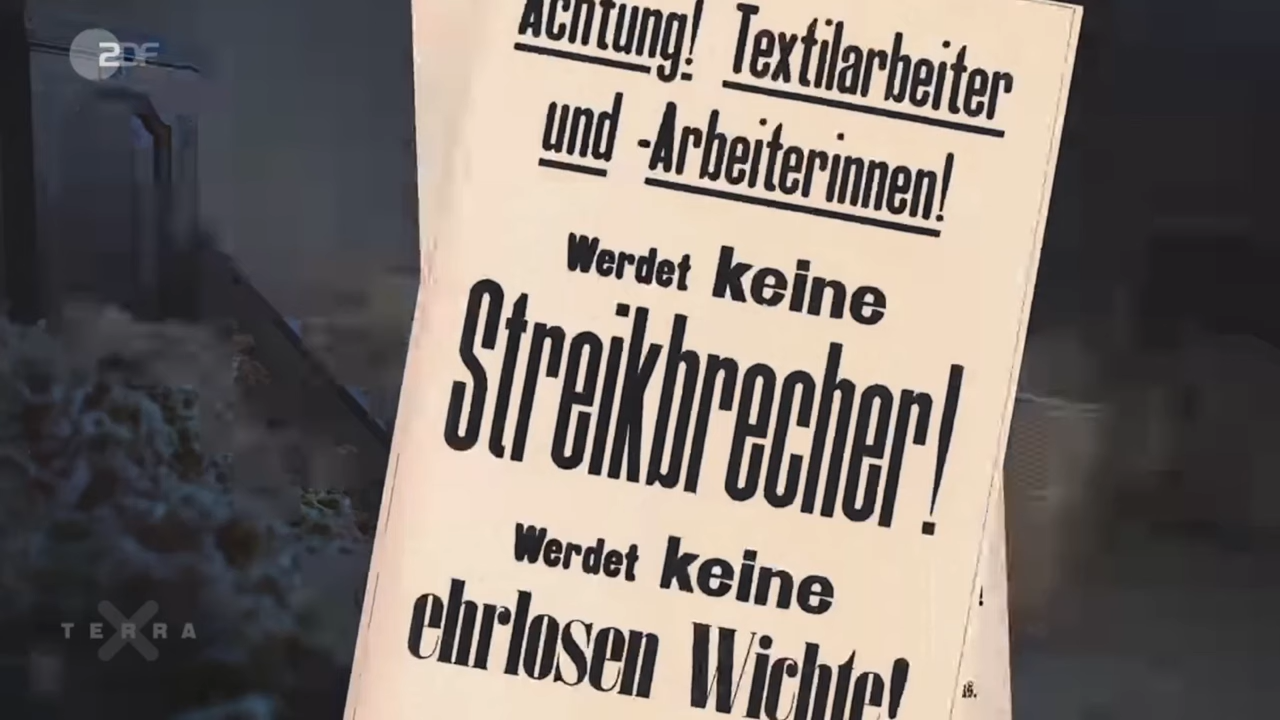 ZDF
Achtung! Textilarbeiter
und -Arbeiterinnen!
Werdet keine
Streikbrecher!
Werdet keine
ehrlosen Wichte!
TERRA X